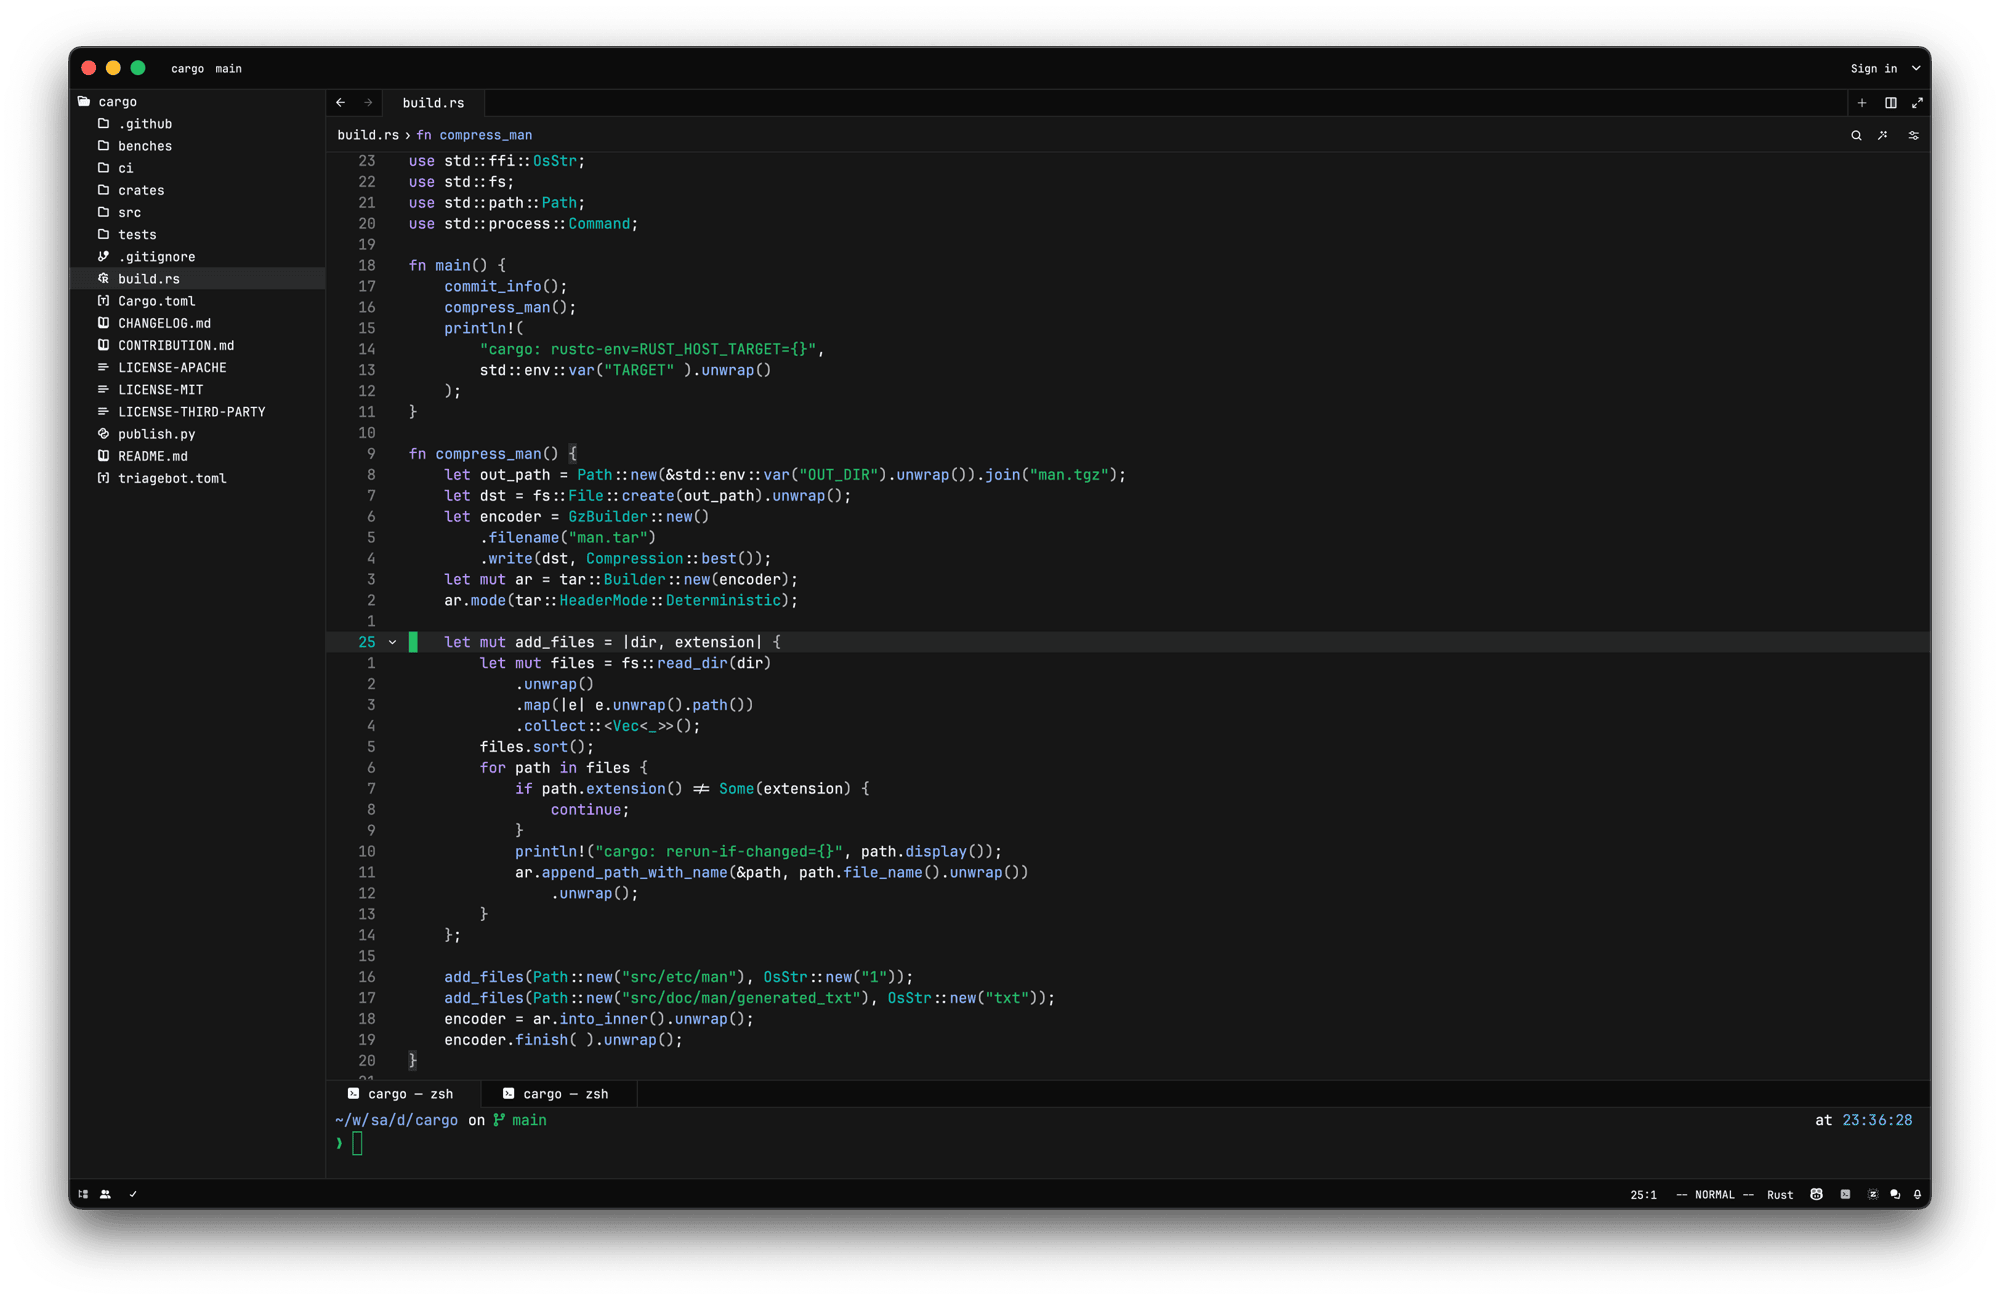 cargo main
Sign in
cargo
.github
benches
ci
crates
src
tests
.gitignore
build.rs
Cargo.toml
CHANGELOG.md
CONTRIBUTION.md
LICENSE-APACHE
LICENSE-MIT
LICENSE-THIRD-PARTY
publish.py
README.md
triagebot.toml
build.rs
build.rs › fn compress_man
23 use std::ffi::OsStr;
22 use std::fs;
21 use std::path::Path;
20 use std::process::Command;
19
18 fn main() {
17     commit_info();
16     compress_man();
15     println!(
14         "cargo: rustc-env=RUST_HOST_TARGET={}",
13         std::env::var("TARGET" ).unwrap()
12     );
11 }
10
9 fn compress_man() {
8     let out_path = Path::new(&std::env::var("OUT_DIR").unwrap()).join("man.tgz");
7     let dst = fs::File::create(out_path).unwrap();
6     let encoder = GzBuilder::new()
5         .filename("man.tar")
4         .write(dst, Compression::best());
3     let mut ar = tar::Builder::new(encoder);
2     ar.mode(tar::HeaderMode::Deterministic);
1
25     let mut add_files = |dir, extension| {
1         let mut files = fs::read_dir(dir)
2             .unwrap()
3             .map(|e| e.unwrap().path())
4             .collect::<Vec<_>>();
5         files.sort();
6         for path in files {
7             if path.extension() != Some(extension) {
8                 continue;
9             }
10             println!("cargo: rerun-if-changed={}", path.display());
11             ar.append_path_with_name(&path, path.file_name().unwrap())
12                 .unwrap();
13         }
14     };
15
16     add_files(Path::new("src/etc/man"), OsStr::new("1"));
17     add_files(Path::new("src/doc/man/generated_txt"), OsStr::new("txt"));
18     encoder = ar.into_inner().unwrap();
19     encoder.finish( ).unwrap();
20 }
21
cargo — zsh
cargo — zsh
~/w/sa/d/cargo on main
at 23:36:28
❯
25:1 -- NORMAL -- Rust